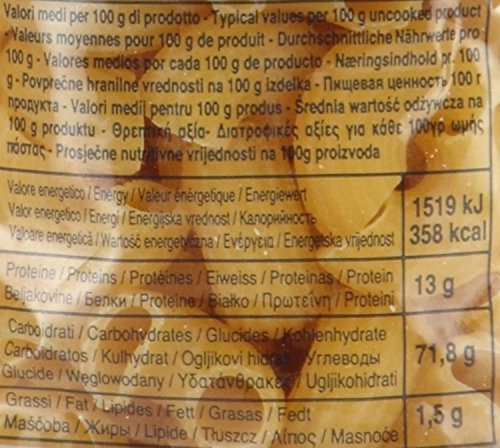 Valori medi per 100 g di prodotto - Typical values per 100 g uncooked product
- Valeurs moyennes pour 100 g de produit - Durchschnittliche Nährwerte pro
100 g - Valores medios por cada 100 g de producto - Næringsindhold pr. 100
g - Povprečne hranilne vrednosti na 100 g izdelka - Пищевая ценность 100 г
продукта - Valori medii pentru 100 g produs - Średnia wartość odżywcza na
100 g produktu - Θρεπτική αξία - Διατροφικές αξίες για κάθε 100γρ ωμής
πάστας - Prosječne nutritivne vrijednosti na 100g proizvoda
Valore energetico / Energy / Valeur énergetique / Energiewert
Valor energetico / Energi / Energijska vrednost / Калорийность
Valoare energetică / Wartość energetyczna / Ενέργεια / Energetska vrijednost
1519 kJ
358 kcal
Proteine / Proteins / Protéines / Eiweiss / Proteinas / Protein
Beljakovine / Белки / Proteine / Białko / Πρωτεΐνη / Proteini
13 g
Carboidrati / Carbohydrates / Glucides / Kohlenhydrate
Carboidratos / Kulhydrat / Ogljikovi hidrati / Углеводы
Glucide / Węglowodany / Υδατάνθρακες / Ugljikohidrati
71,8 g
Grassi / Fat / Lipides / Fett / Grasas / Fedt
Maščoba / Жиры / Lipide / Tłuszcz / Λίπος / Masnoće
1,5 g